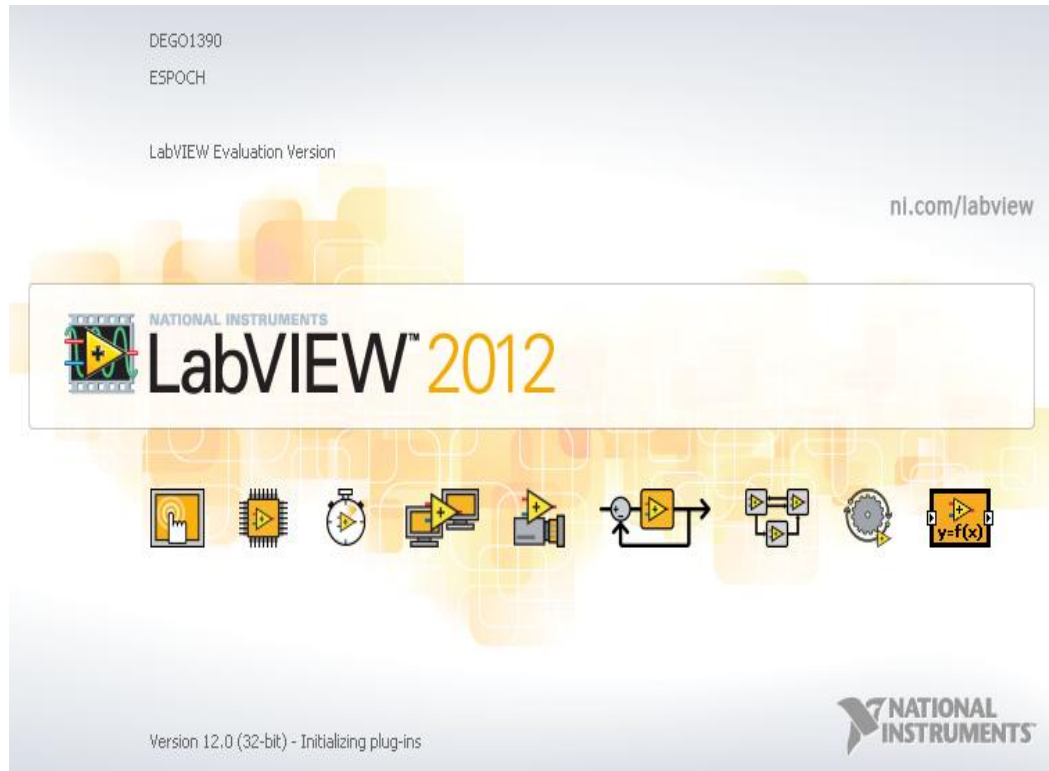 DEGO1390
ESPOCH
LabVIEW Evaluation Version
ni.com/labview
NATIONAL INSTRUMENTS
LabVIEW™ 2012
y=f(x)
Version 12.0 (32-bit) - Initializing plug-ins
NATIONAL
INSTRUMENTS